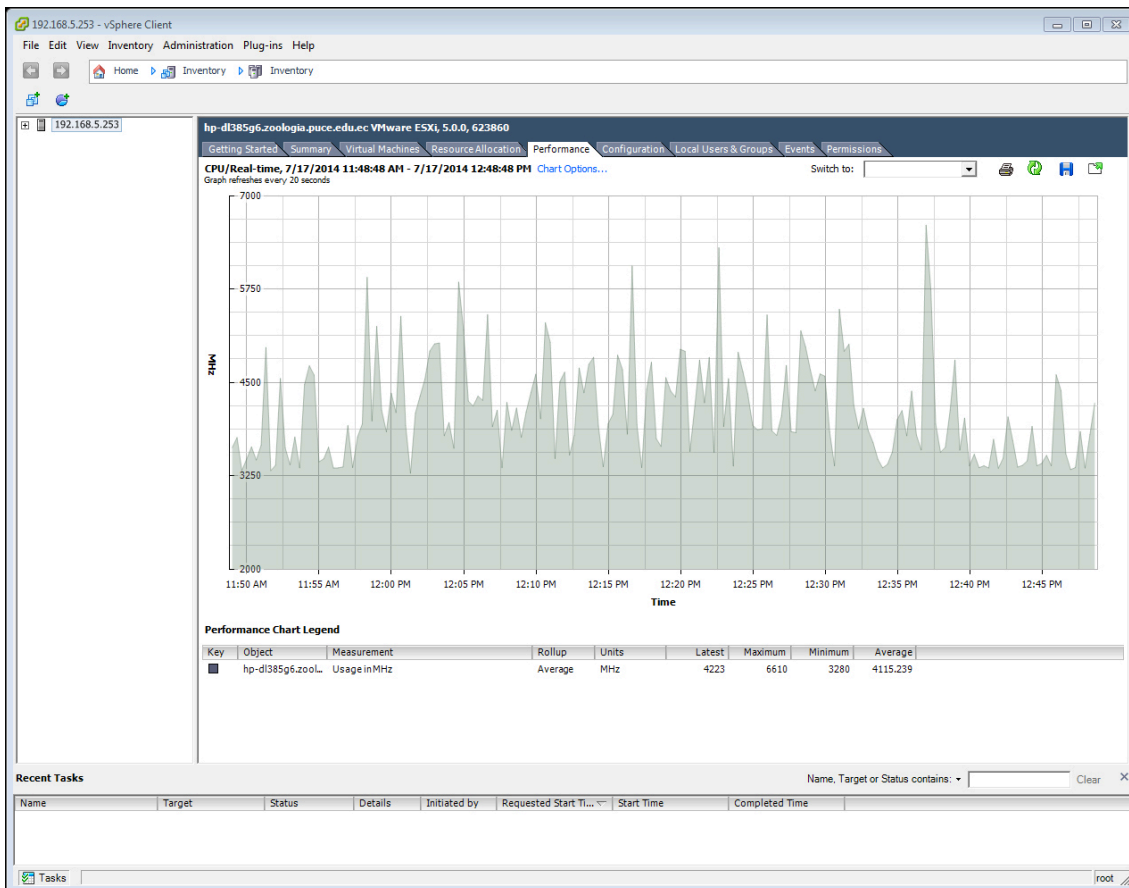 192.168.5.253 - vSphere Client
File Edit View Inventory Administration Plug-ins Help
Home Inventory Inventory
192.168.5.253
hp-dl385g6.zoologia.puce.edu.ec VMware ESXi, 5.0.0, 623860
Getting Started Summary Virtual Machines Resource Allocation Performance Configuration Local Users & Groups Events Permissions
CPU/Real-time, 7/17/2014 11:48:48 AM - 7/17/2014 12:48:48 PM Chart Options... Switch to:
Graph refreshes every 20 seconds
7000
5750
MHz
4500
3250
2000
11:50 AM 11:55 AM 12:00 PM 12:05 PM 12:10 PM 12:15 PM 12:20 PM 12:25 PM 12:30 PM 12:35 PM 12:40 PM 12:45 PM
Time
Performance Chart Legend
Key Object Measurement Rollup Units Latest Maximum Minimum Average
hp-dl385g6.zool... Usage in MHz Average MHz 4223 6610 3280 4115.239
Recent Tasks Name, Target or Status contains: Clear
Name Target Status Details Initiated by Requested Start Ti... Start Time Completed Time
Tasks root